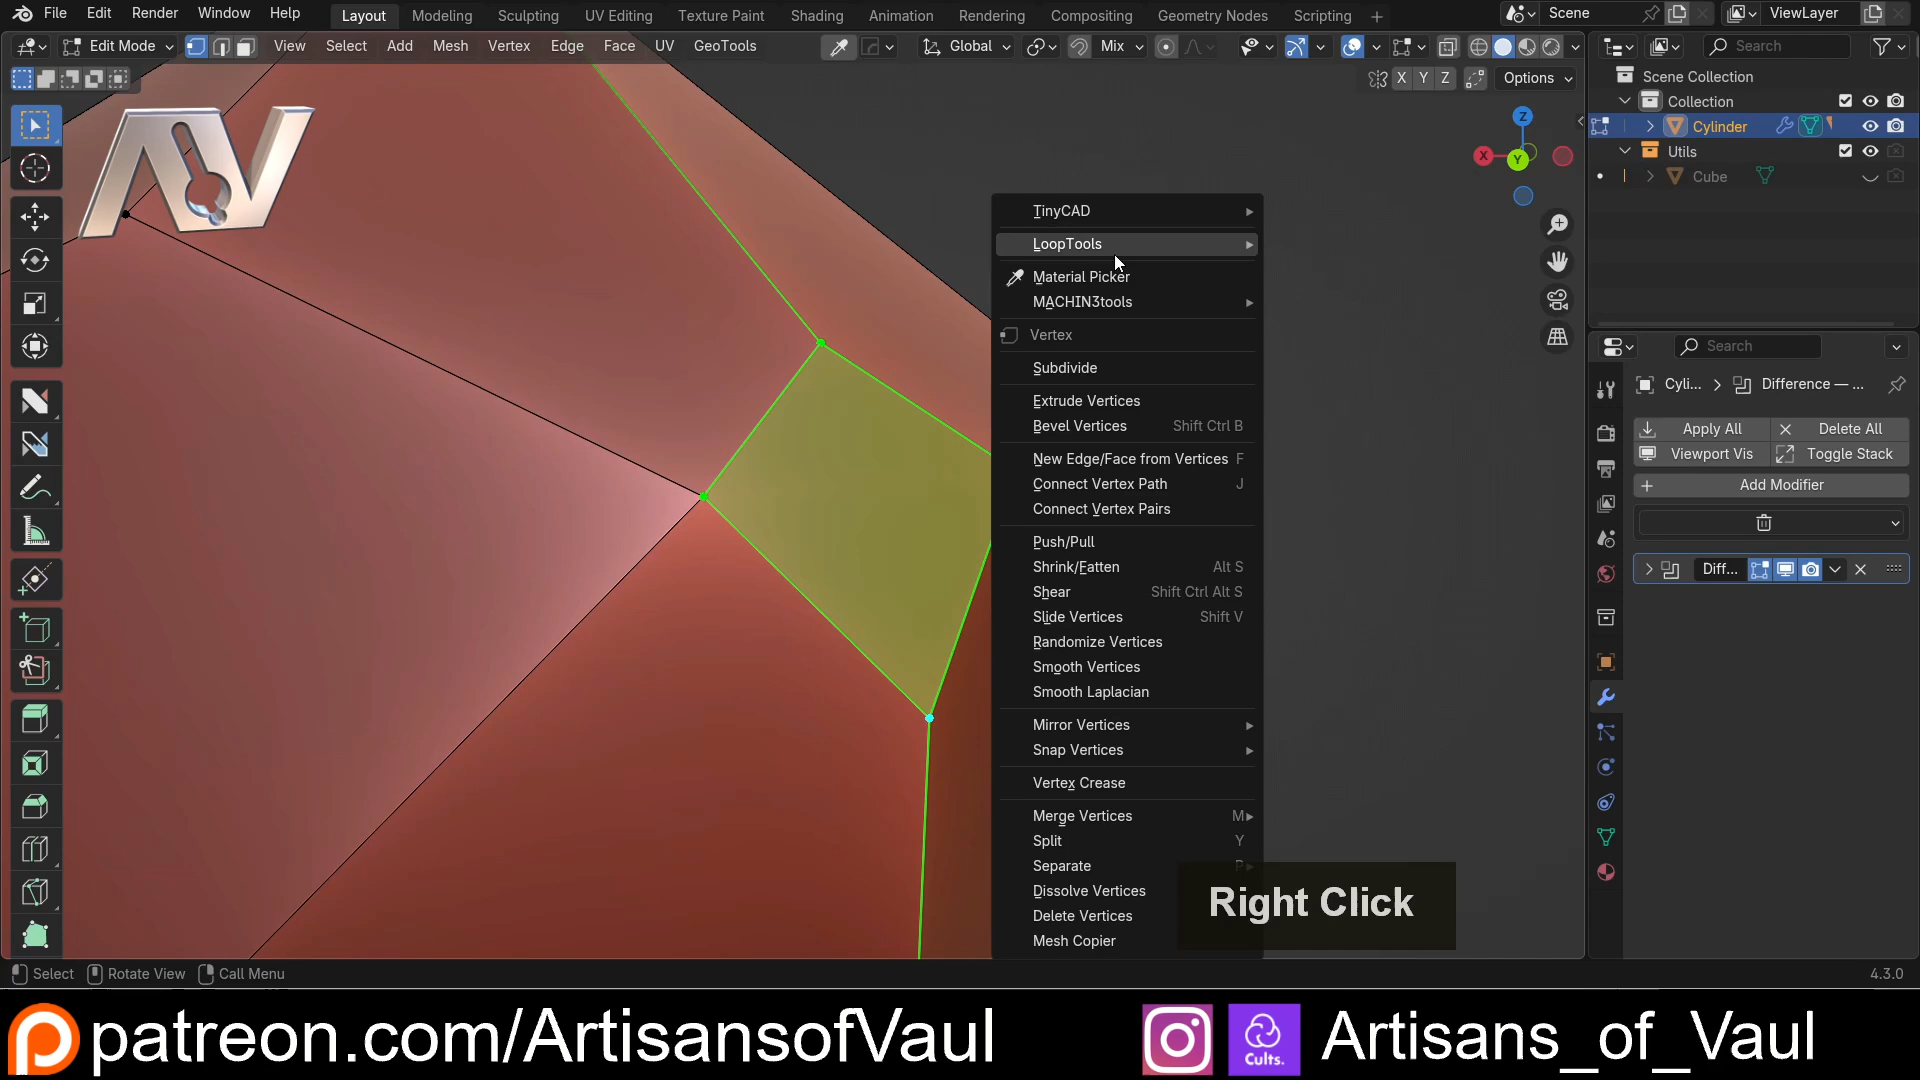 File Edit Render Window Help Layout Modeling Sculpting UV Editing Texture Paint Shading Animation Rendering Compositing Geometry Nodes Scripting + Scene ViewLayer
Edit Mode View Select Add Mesh Vertex Edge Face UV GeoTools Global Mix Search
X Y Z Options
Scene Collection
Collection
Cylinder
Utils
Cube
Z
X
Y
AV
TinyCAD
LoopTools
Material Picker
MACHIN3tools
Vertex
Subdivide
Extrude Vertices
Bevel Vertices Shift Ctrl B
New Edge/Face from Vertices F
Connect Vertex Path J
Connect Vertex Pairs
Push/Pull
Shrink/Fatten Alt S
Shear Shift Ctrl Alt S
Slide Vertices Shift V
Randomize Vertices
Smooth Vertices
Smooth Laplacian
Mirror Vertices
Snap Vertices
Vertex Crease
Merge Vertices M
Split Y
Separate P
Dissolve Vertices
Delete Vertices
Mesh Copier
Right Click
Search
Cyli... Difference — ...
Apply All Delete All
Viewport Vis Toggle Stack
Add Modifier
Diff...
Select Rotate View Call Menu 4.3.0
patreon.com/ArtisansofVaul Cults. Artisans_of_Vaul